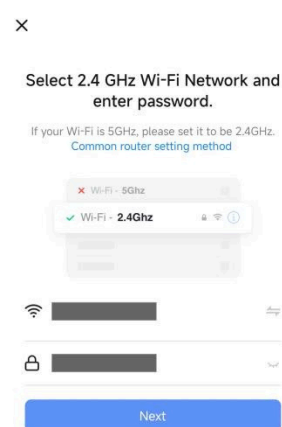 Select 2.4 GHz Wi-Fi Network and
enter password.
If your Wi-Fi is 5GHz, please set it to be 2.4GHz.
Common router setting method
Wi-Fi - 5Ghz
Wi-Fi - 2.4Ghz
Next